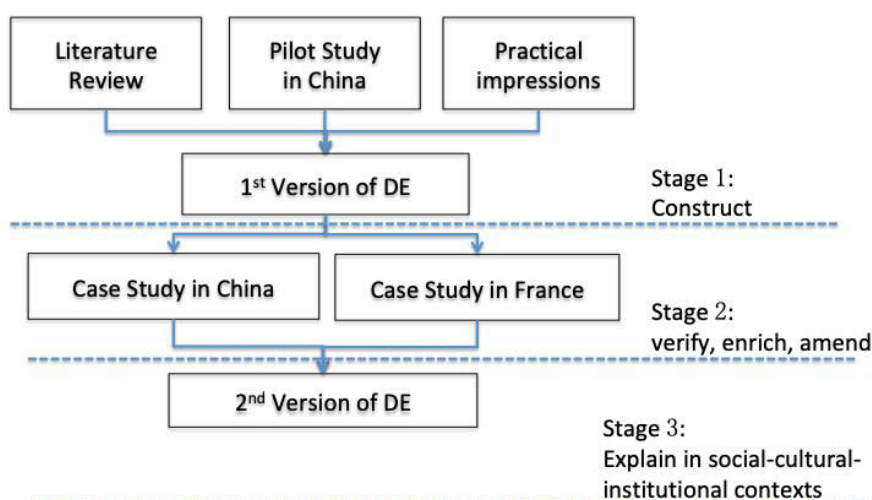 Literature
Review
Pilot Study
in China
Practical
impressions
1st Version of DE
Stage 1:
Construct
Case Study in China
Case Study in France
Stage 2:
verify, enrich, amend
2nd Version of DE
Stage 3:
Explain in social-cultural-
institutional contexts